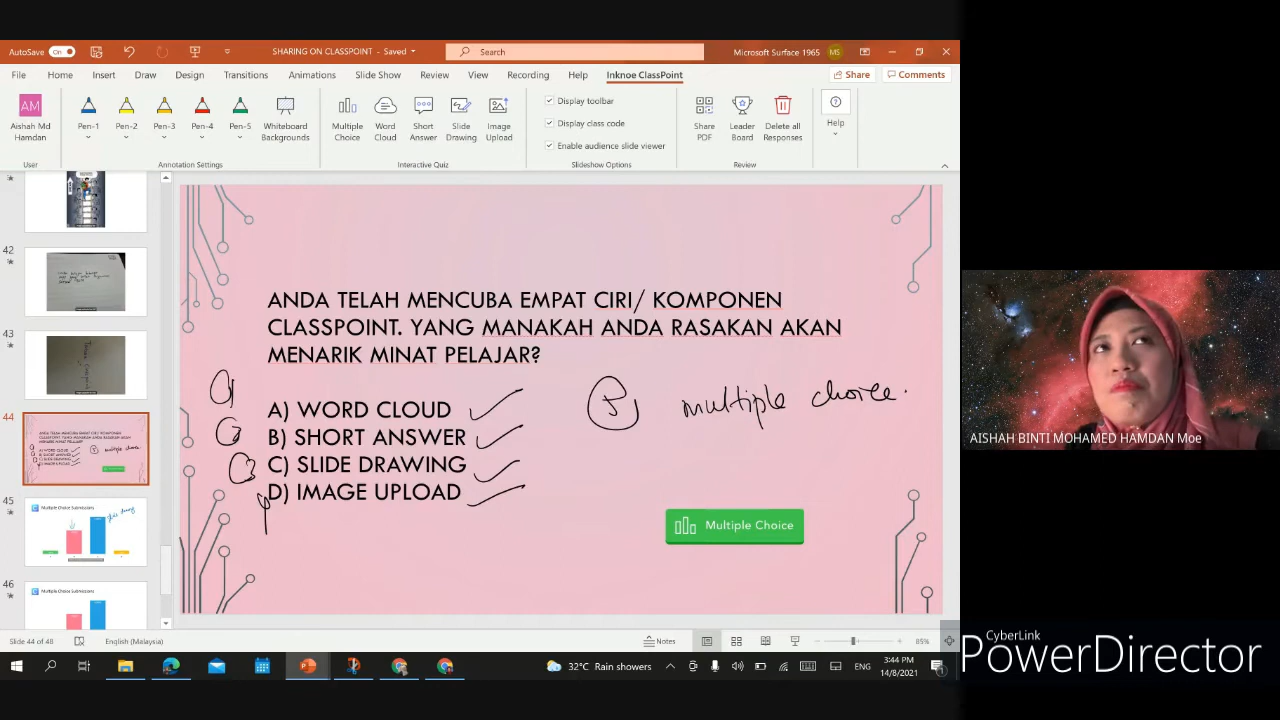 AutoSave On
SHARING ON CLASSPOINT - Saved
Search
Microsoft Surface 1965 MS
File Home Insert Draw Design Transitions Animations Slide Show Review View Recording Help Inknoe ClassPoint Share Comments
AM
Aishah Md Hamdan
Pen-1 Pen-2 Pen-3 Pen-4 Pen-5
Whiteboard Backgrounds
Multiple Choice
Word Cloud
Short Answer
Slide Drawing
Image Upload
Display toolbar
Display class code
Enable audience slide viewer
Share PDF
Leader Board
Delete all Responses
Help
User Annotation Settings Interactive Quiz Slideshow Options Review
42
43
44
45
Multiple Choice Submissions
46
Multiple Choice Submissions
ANDA TELAH MENCUBA EMPAT CIRI/ KOMPONEN
CLASSPOINT. YANG MANAKAH ANDA RASAKAN AKAN
MENARIK MINAT PELAJAR?
A) WORD CLOUD
B) SHORT ANSWER
C) SLIDE DRAWING
D) IMAGE UPLOAD
multiple choice.
Multiple Choice
AISHAH BINTI MOHAMED HAMDAN Moe
Slide 44 of 48 English (Malaysia) Notes 85%
32°C Rain showers ENG 3:44 PM
14/8/2021
CyberLink
PowerDirector